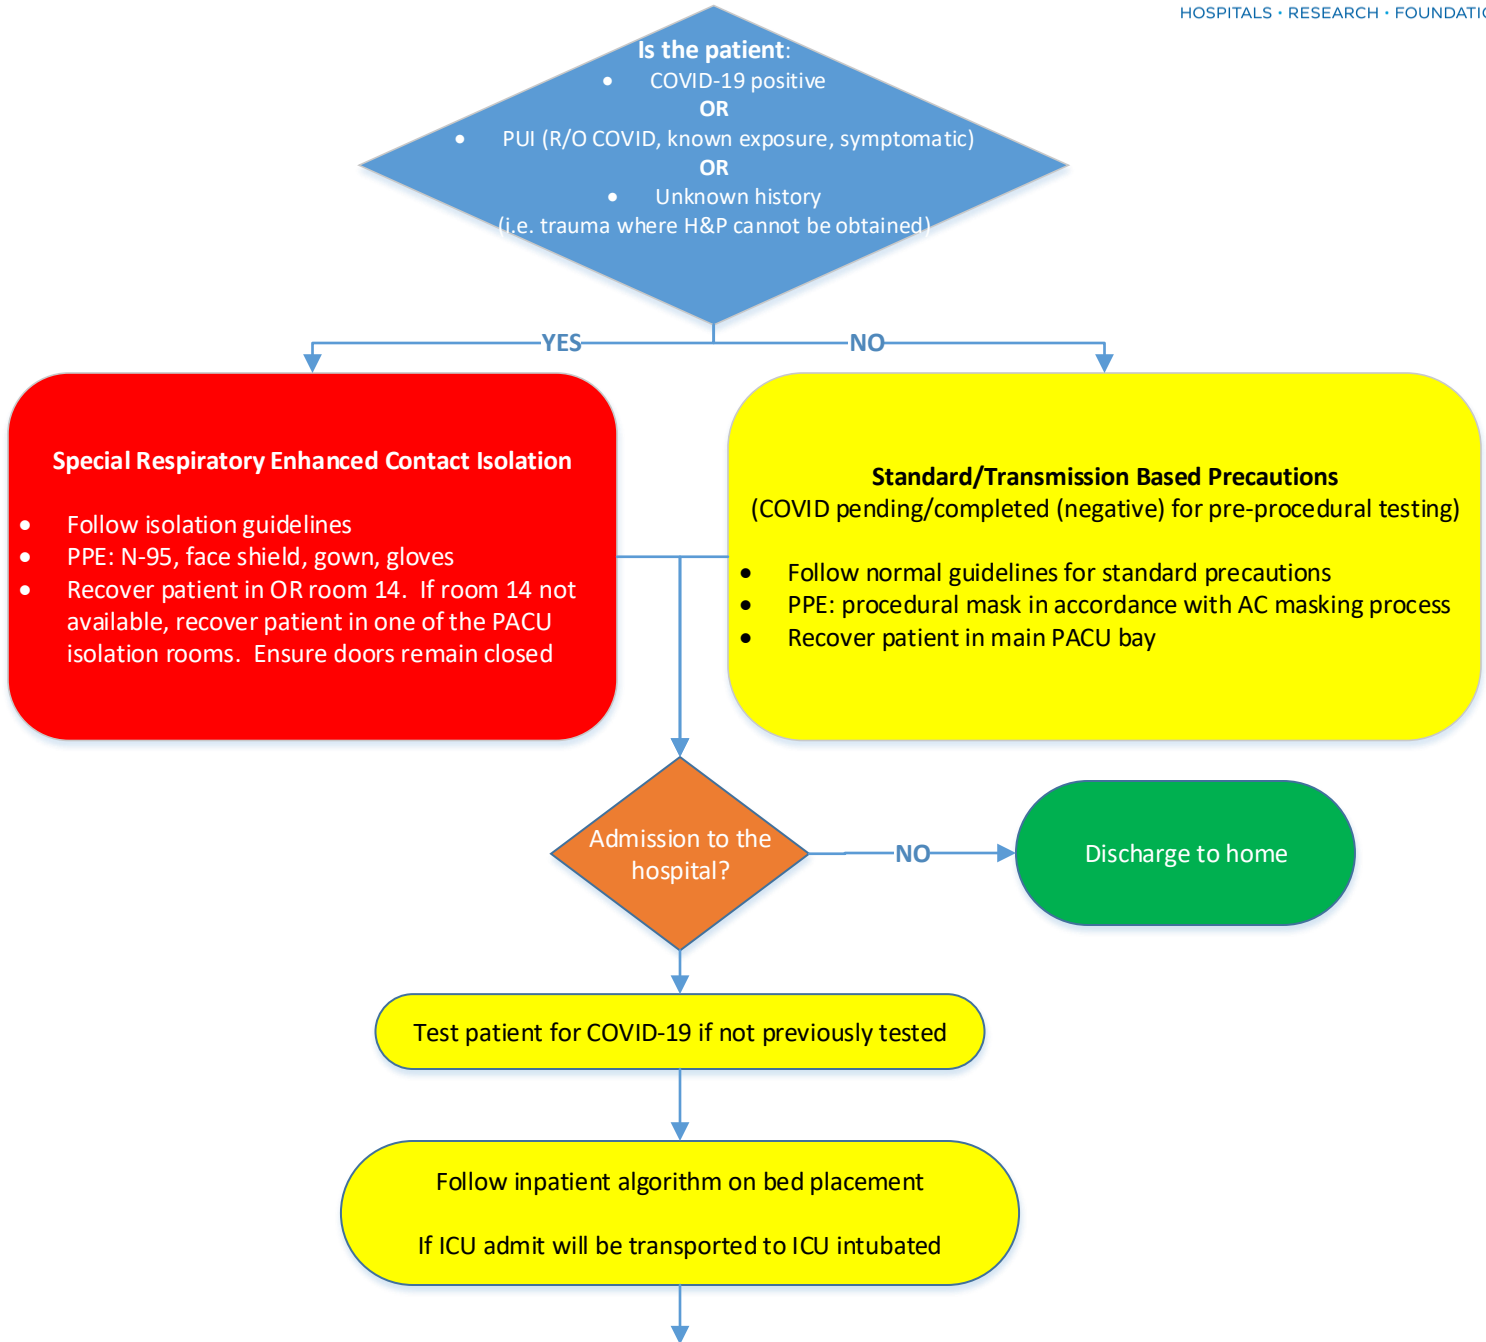 HOSPITALS · RESEARCH · FOUNDATIO
Is the patient:
• COVID-19 positive
OR
• PUI (R/O COVID, known exposure, symptomatic)
OR
• Unknown history
(i.e. trauma where H&P cannot be obtained)
YES
NO
Special Respiratory Enhanced Contact Isolation
• Follow isolation guidelines
• PPE: N-95, face shield, gown, gloves
• Recover patient in OR room 14. If room 14 not
available, recover patient in one of the PACU
isolation rooms. Ensure doors remain closed
Standard/Transmission Based Precautions
(COVID pending/completed (negative) for pre-procedural testing)
• Follow normal guidelines for standard precautions
• PPE: procedural mask in accordance with AC masking process
• Recover patient in main PACU bay
Admission to the
hospital?
NO
Discharge to home
Test patient for COVID-19 if not previously tested
Follow inpatient algorithm on bed placement
If ICU admit will be transported to ICU intubated